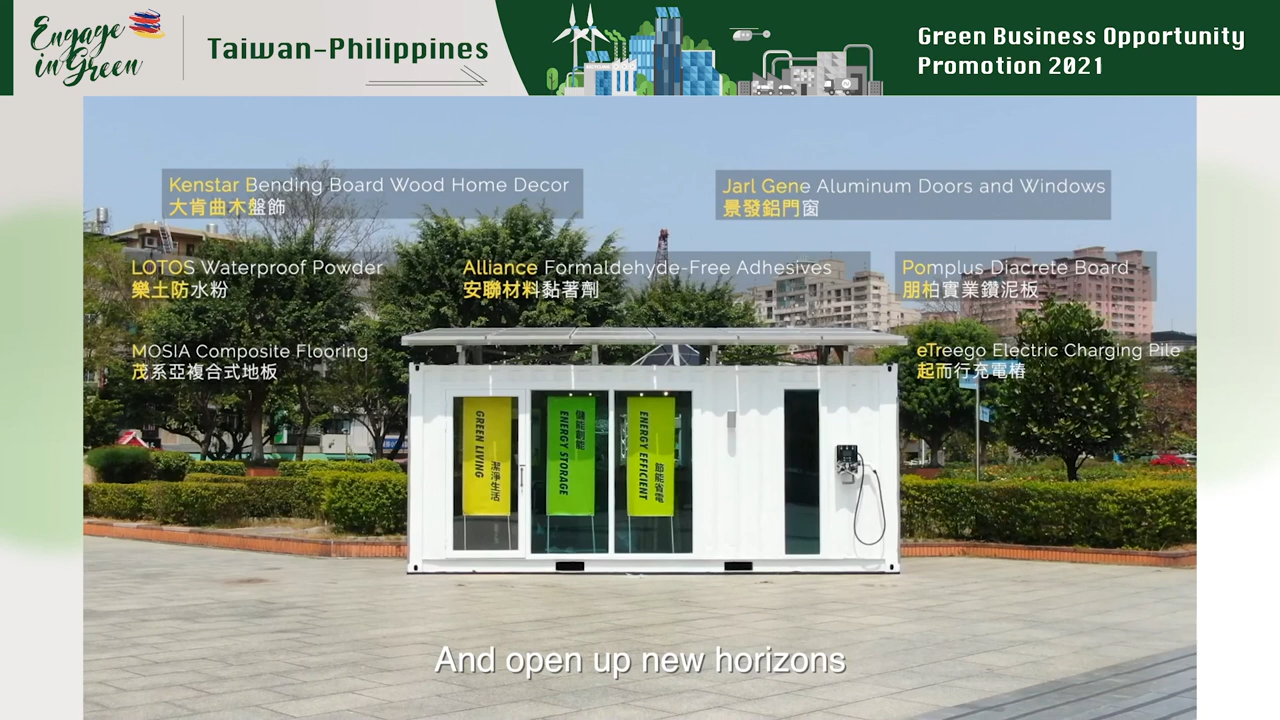 Engage
in Green
Taiwan-Philippines
Green Business Opportunity
Promotion 2021
Kenstar Bending Board Wood Home Decor
大肯曲木盤飾
Jarl Gene Aluminum Doors and Windows
景發鋁門窗
LOTOS Waterproof Powder
樂土防水粉
Alliance Formaldehyde-Free Adhesives
安聯材料黏著劑
Pomplus Diacrete Board
朋柏實業鑽泥板
MOSIA Composite Flooring
茂系亞複合式地板
eTreego Electric Charging Pile
起而行充電樁
GREEN LIVING
潔淨生活
ENERGY STORAGE
儲能創能
ENERGY EFFICIENT
節能省電
And open up new horizons